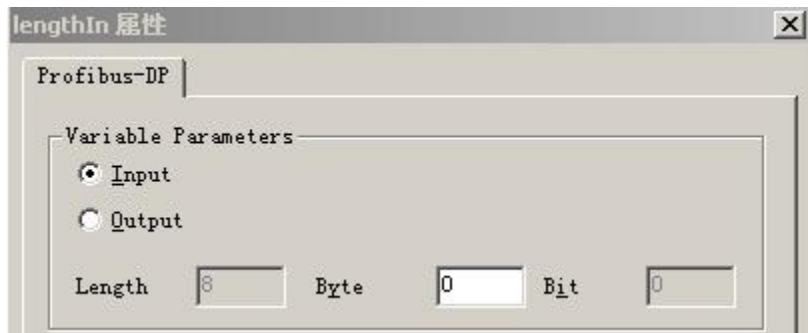 lengthIn 属性
Profibus-DP
Variable Parameters
Input
Output
Length 8 Byte 0 Bit 0